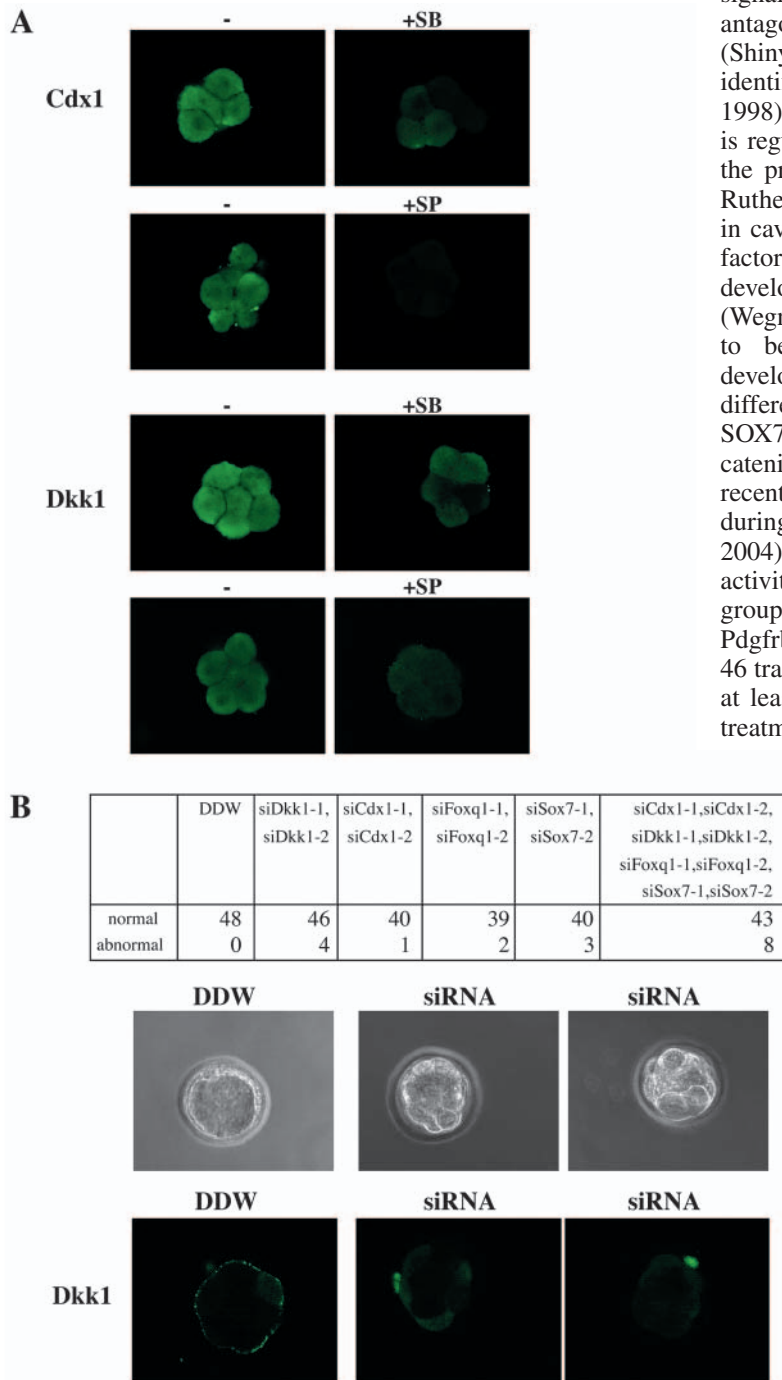 A
- +SB
Cdx1
- +SP
- +SB
Dkk1
- +SP
signal
antago
(Shiny
identif
1998)
is reg
the pr
Ruthe
in cav
factor
develo
(Wegr
to be
develo
differe
SOX7
cateni
recent
during
2004)
activit
group
Pdgfrb
46 tra
at lea
treatm
B
DDW siDkk1-1, siCdx1-1, siFoxq1-1, siSox7-1, siCdx1-1,siCdx1-2,
siDkk1-2 siCdx1-2 siFoxq1-2 siSox7-2 siDkk1-1,siDkk1-2,
siFoxq1-1,siFoxq1-2,
siSox7-1,siSox7-2
normal 48 46 40 39 40 43
abnormal 0 4 1 2 3 8
DDW siRNA siRNA
DDW siRNA siRNA
Dkk1